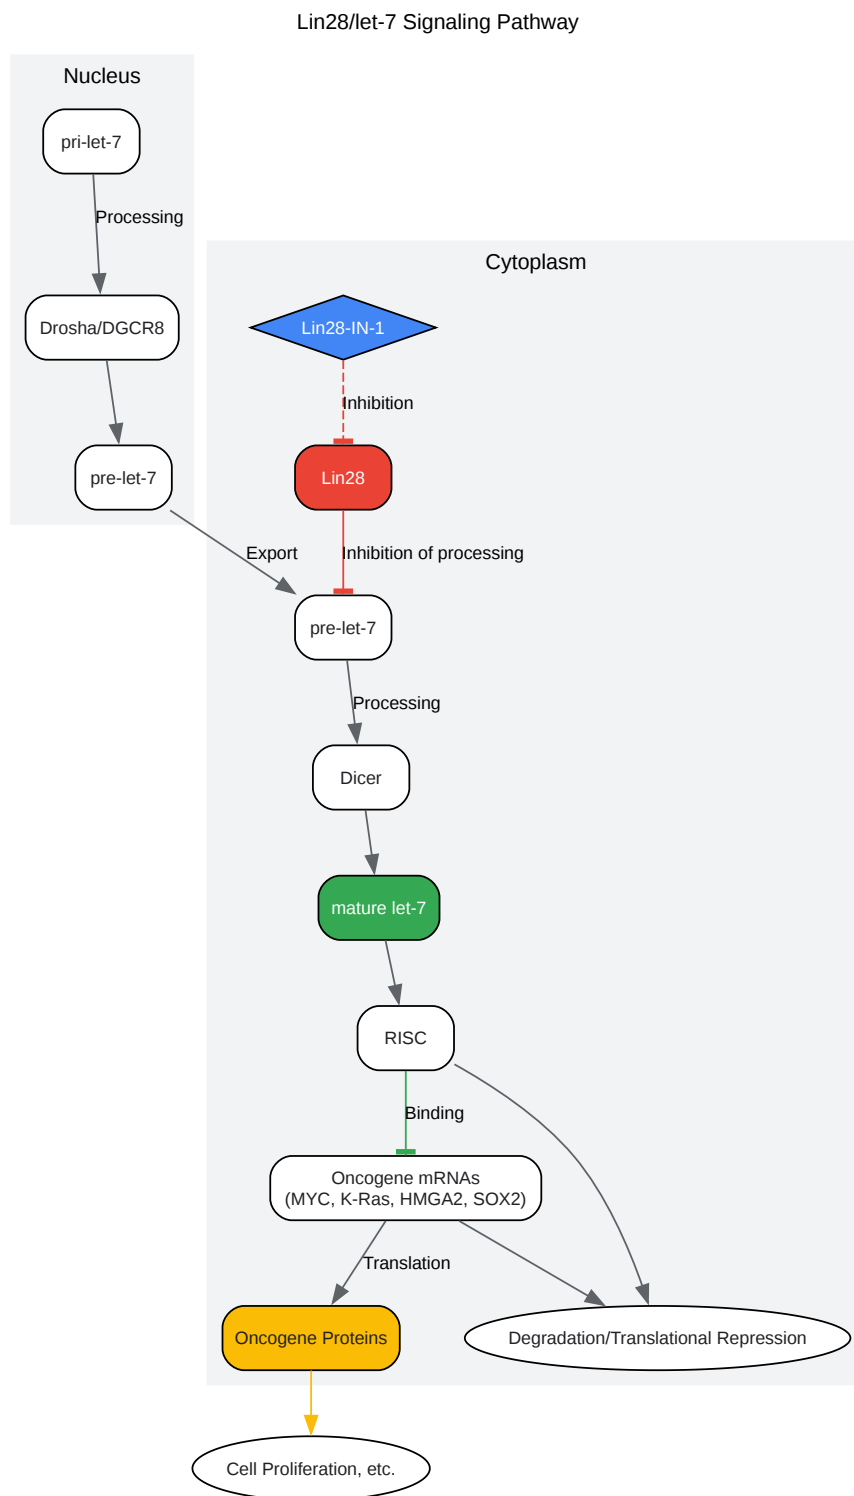 Lin28/let-7 Signaling Pathway
Nucleus
pri-let-7
Processing
Drosha/DGCR8
pre-let-7
Export
Cytoplasm
Lin28-IN-1
Inhibition
Lin28
Inhibition of processing
pre-let-7
Processing
Dicer
mature let-7
RISC
Binding
Oncogene mRNAs
(MYC, K-Ras, HMGA2, SOX2)
Translation
Oncogene Proteins
Degradation/Translational Repression
Cell Proliferation, etc.